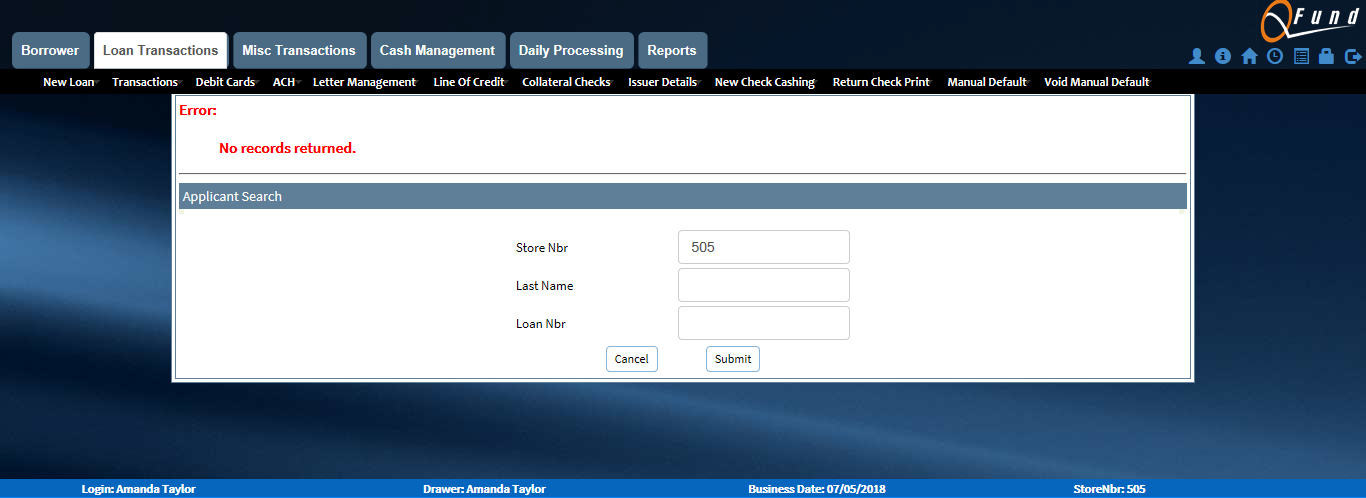 QFund
Borrower Loan Transactions Misc Transactions Cash Management Daily Processing Reports
New Loan Transactions Debit Cards ACH Letter Management Line Of Credit Collateral Checks Issuer Details New Check Cashing Return Check Print Manual Default Void Manual Default
Error:
No records returned.
Applicant Search
Store Nbr 505
Last Name
Loan Nbr
Cancel Submit
Login: Amanda Taylor Drawer: Amanda Taylor Business Date: 07/05/2018 StoreNbr: 505